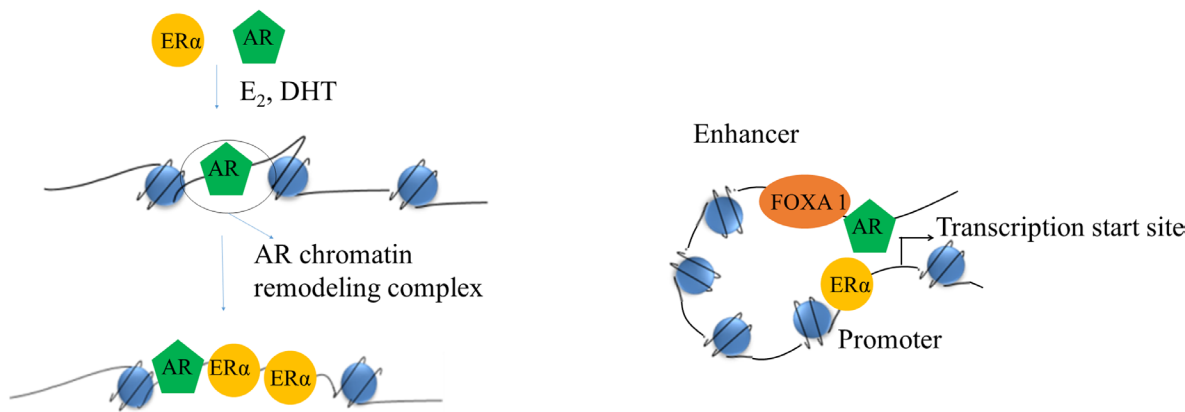 ERα
AR
E₂, DHT
AR
AR chromatin
remodeling complex
AR
ERα
ERα
Enhancer
FOXA 1
AR
Transcription start site
ERα
Promoter